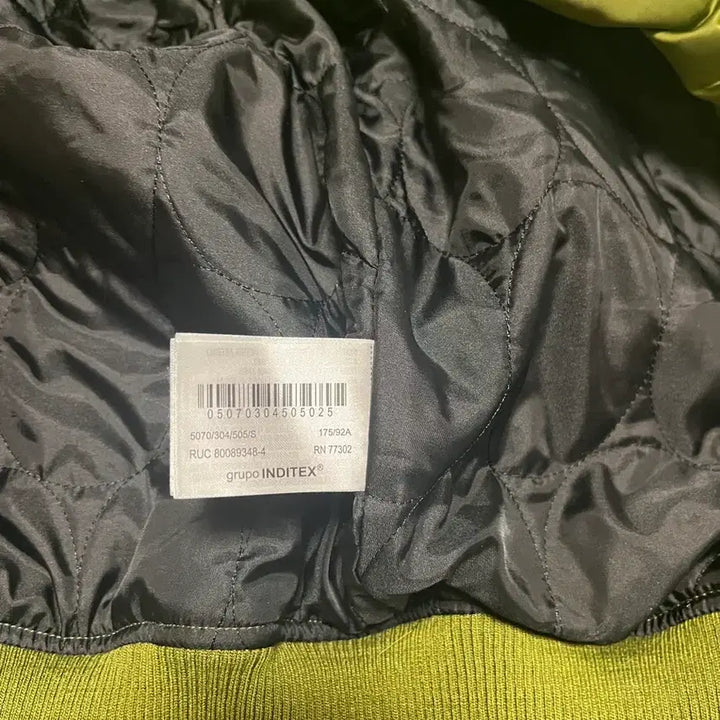 05070304505025
5070/304/505/S 175/92A
RUC 80089348-4 RN 77302
grupo INDITEX®